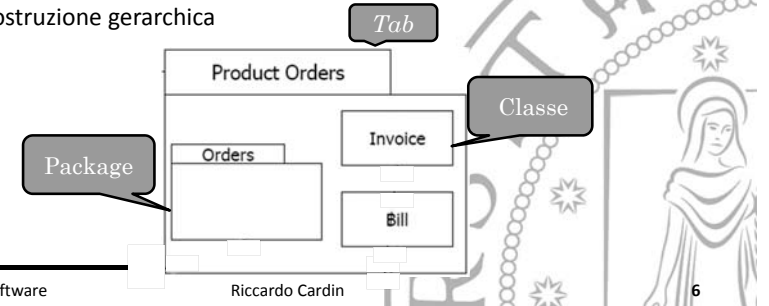 ostruzione gerarchica
Tab
Product Orders
Classe
Invoice
Package
Orders
Bill
ftware
Riccardo Cardin
6